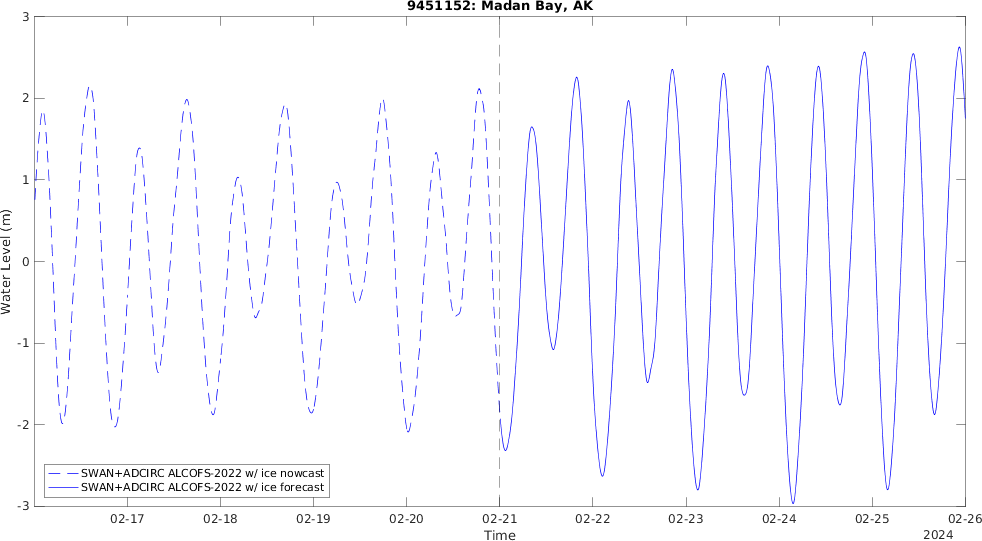 9451152: Madan Bay, AK
3
2
1
0
-1
-2
-3
Water Level (m)
SWAN+ADCIRC ALCOFS-2022 w/ ice nowcast
SWAN+ADCIRC ALCOFS-2022 w/ ice forecast
02-17 02-18 02-19 02-20 02-21 02-22 02-23 02-24 02-25 02-26
Time
2024